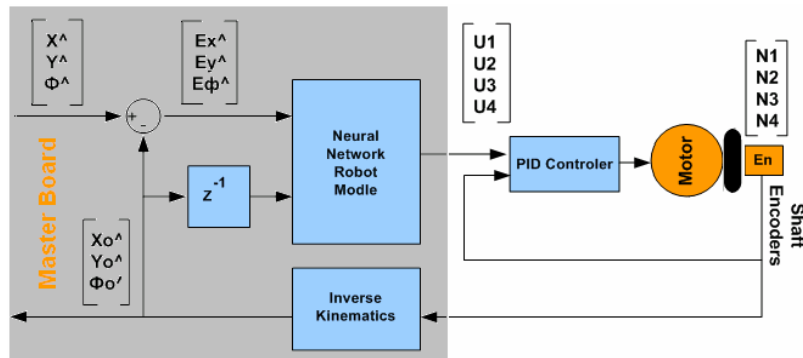 X^
Y^
Φ^
Ex^
Ey^
Eф^
U1
U2
U3
U4
N1
N2
N3
N4
+
-
Neural
Network
Robot
Modle
PID Controler
Motor
En
Z-1
Master Board
Xo^
Yo^
Φo′
Inverse
Kinematics
Shaft
Encoders